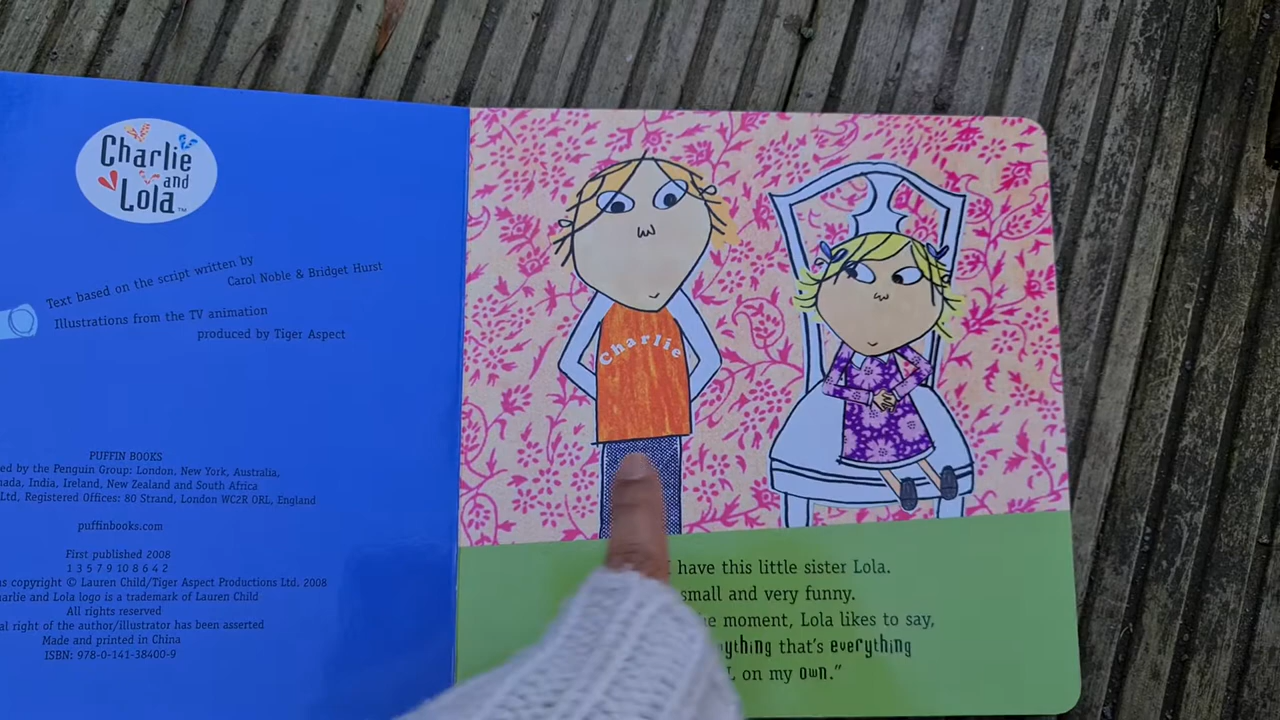 Charlie
and
Lola™
Text based on the script written by
Carol Noble & Bridget Hurst
Illustrations from the TV animation
produced by Tiger Aspect
PUFFIN BOOKS
by the Penguin Group: London, New York, Australia,
India, Ireland, New Zealand and South Africa
Ltd, Registered Offices: 80 Strand, London WC2R 0RL, England
puffinbooks.com
First published 2008
1 3 5 7 9 10 8 6 4 2
copyright © Lauren Child/Tiger Aspect Productions Ltd. 2008
Charlie and Lola logo is a trademark of Lauren Child
All rights reserved
right of the author/illustrator has been asserted
Made and printed in China
ISBN: 978-0-141-38400-9
Charlie
I have this little sister Lola.
small and very funny.
moment, Lola likes to say,
that's everything
on my own."